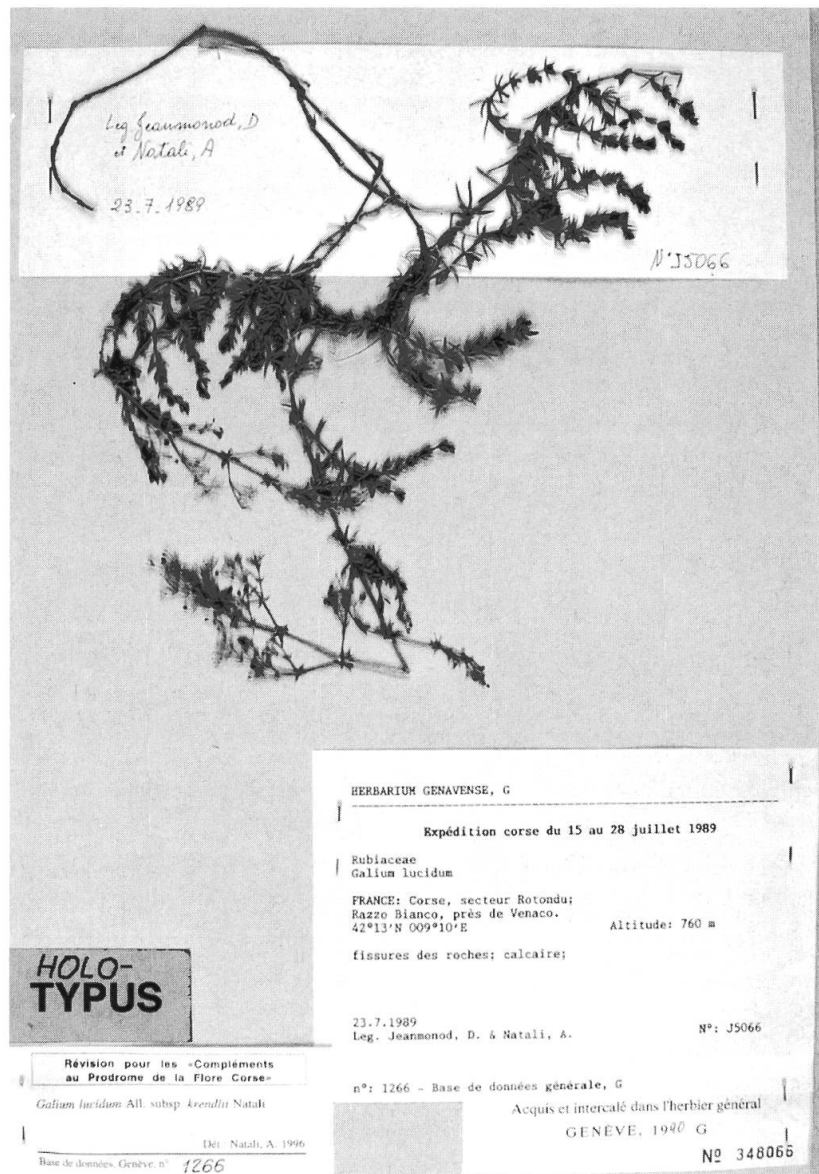 Leg Jeanmonod, D
et Natali, A
23.7.1989
N° J5066
HERBARIUM GENAVENSE, G
Expédition corse du 15 au 28 juillet 1989
Rubiaceae
Galium lucidum
FRANCE: Corse, secteur Rotondu;
Razzo Bianco, près de Venaco.
42°13'N 009°10'E Altitude: 760 m
fissures des roches; calcaire;
23.7.1989
Leg. Jeanmonod, D. & Natali, A. N°: J5066
n°: 1266 - Base de données générale, G
Acquis et intercalé dans l'herbier général
GENÈVE, 1990 G
Nº 348066
HOLO-
TYPUS
Révision pour les «Compléments
au Prodrome de la Flore Corse»
Galium lucidum All. subsp. krendlii Natali
Dét. Natali, A. 1996
Base de données, Genève, n° 1266